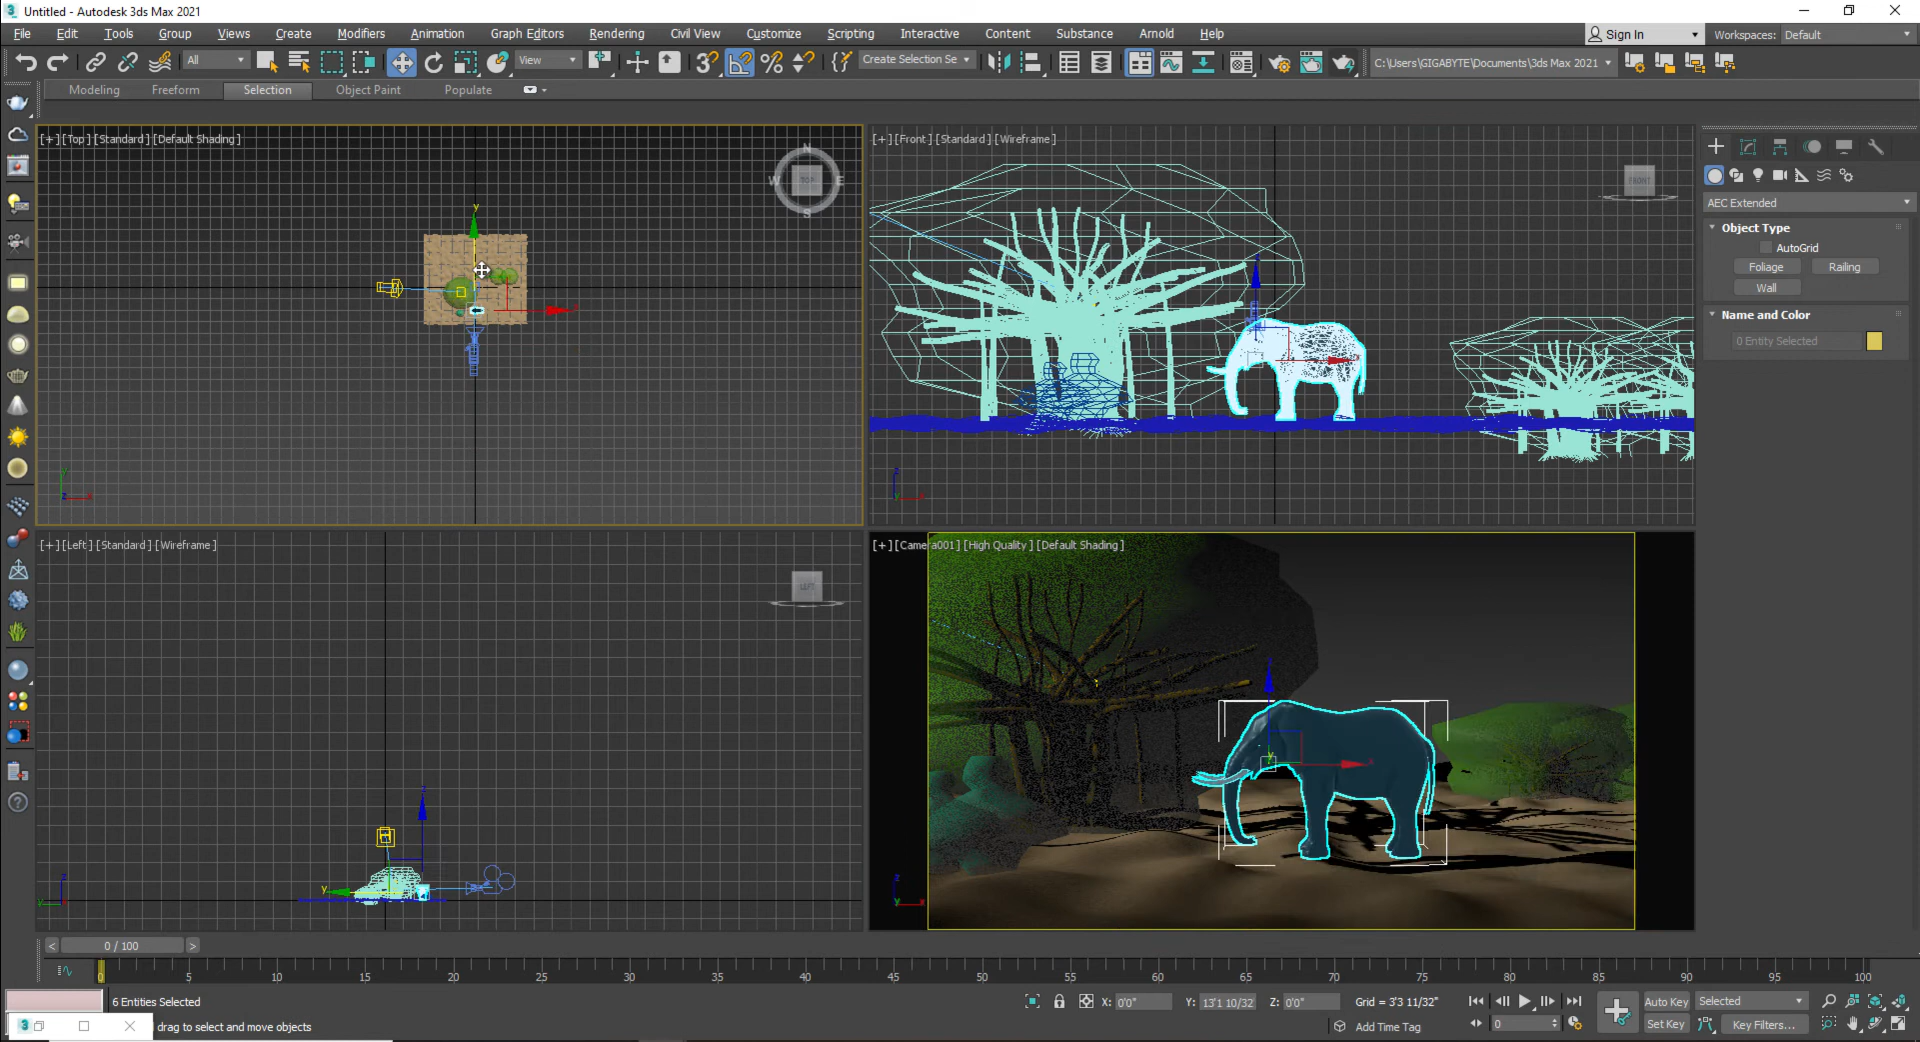 Untitled - Autodesk 3ds Max 2021
File Edit Tools Group Views Create Modifiers Animation Graph Editors Rendering Civil View Customize Scripting Interactive Content Substance Arnold Help Sign In Workspaces: Default
All View Create Selection Se C:\Users\GIGABYTE\Documents\3ds Max 2021
Modeling Freeform Selection Object Paint Populate
[+] [Top] [Standard] [Default Shading]
[+] [Front] [Standard] [Wireframe]
N
W TOP E
S
FRONT
AEC Extended
Object Type
AutoGrid
Foliage Railing
Wall
Name and Color
0 Entity Selected
[+] [Left] [Standard] [Wireframe]
[+] [Camera001] [High Quality] [Default Shading]
LEFT
< 0 / 100 >
0 5 10 15 20 25 30 35 40 45 50 55 60 65 70 75 80 85 90 95 100
6 Entities Selected X: 0'0" Y: 13'1 10/32 Z: 0'0" Grid = 3'3 11/32" Auto Key Selected
drag to select and move objects Add Time Tag 0 Set Key Key Filters...